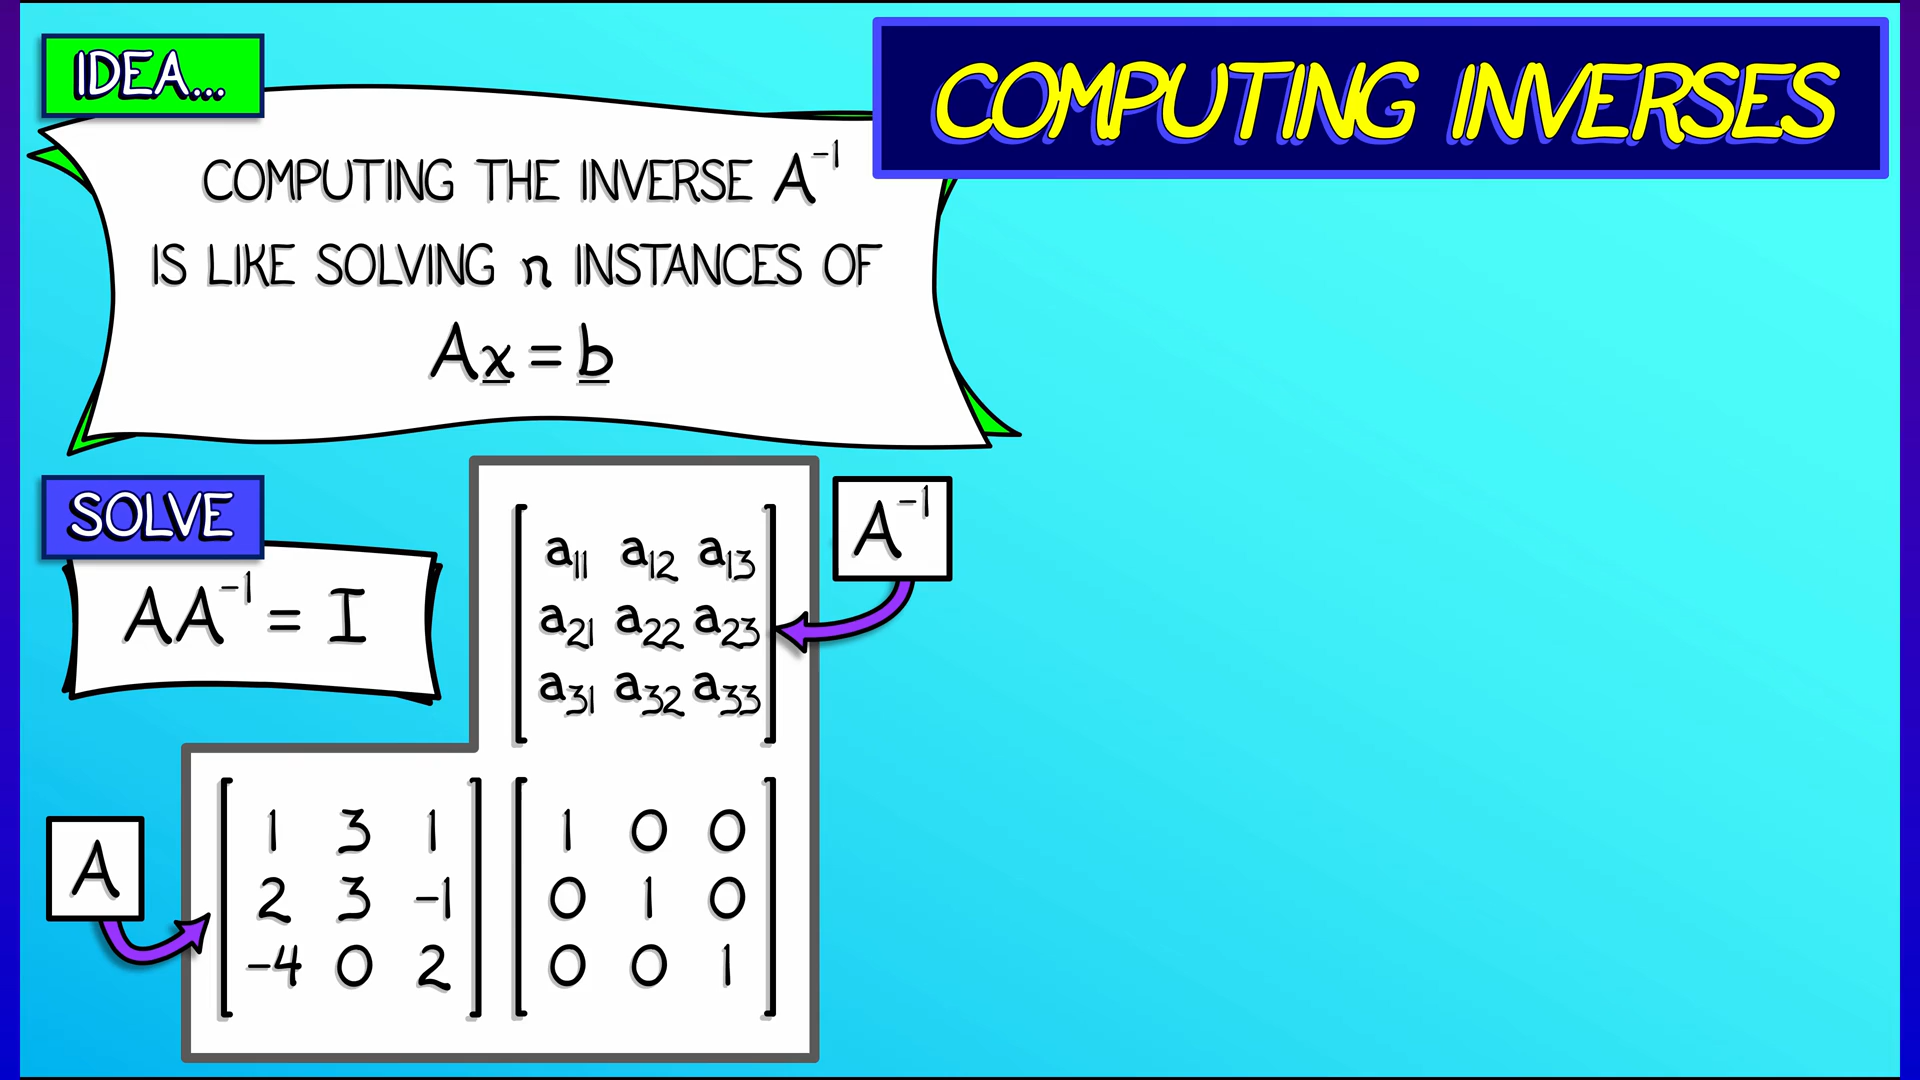 IDEA...
COMPUTING INVERSES
COMPUTING THE INVERSE A⁻¹
IS LIKE SOLVING n INSTANCES OF
Ax = b
SOLVE
AA⁻¹ = I
A⁻¹
a₁₁ a₁₂ a₁₃
a₂₁ a₂₂ a₂₃
a₃₁ a₃₂ a₃₃
A
1 3 1 1 0 0
2 3 -1 0 1 0
-4 0 2 0 0 1